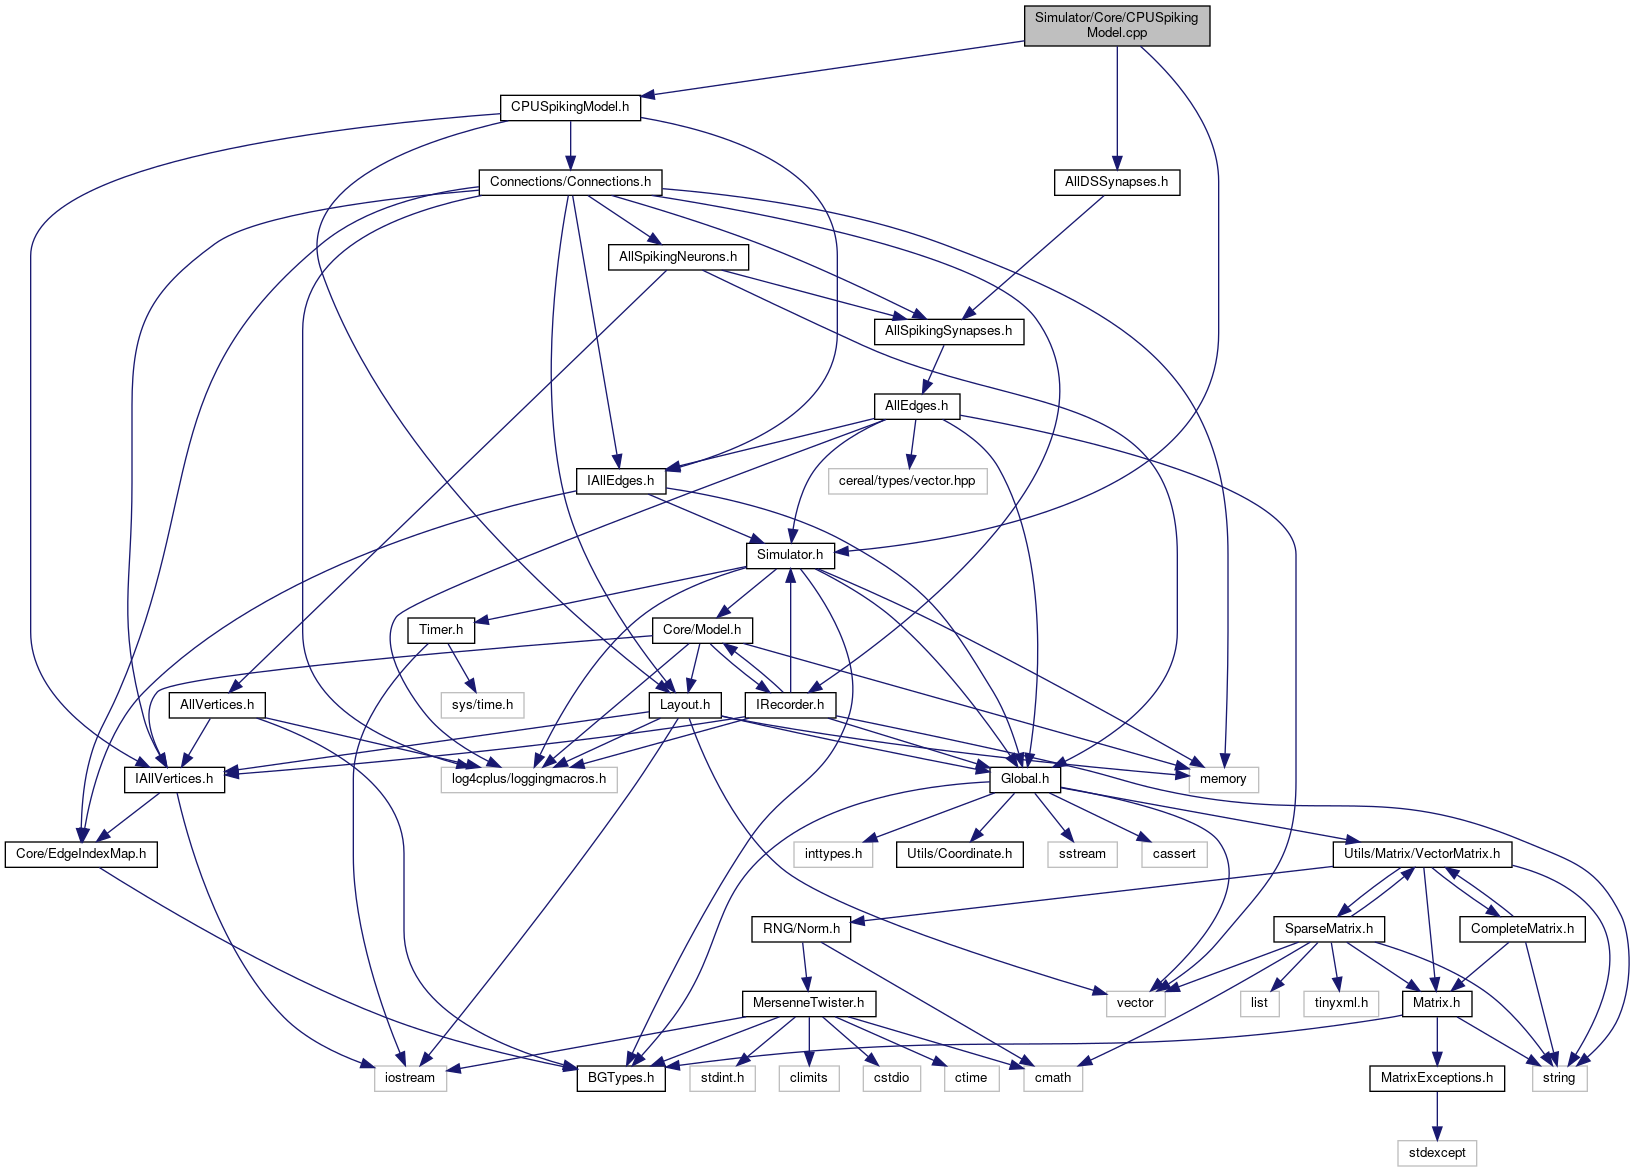 Simulator/Core/CPUSpiking
Model.cpp
CPUSpikingModel.h
Connections/Connections.h
AllDSSynapses.h
AllSpikingNeurons.h
AllSpikingSynapses.h
AllEdges.h
IAllEdges.h
cereal/types/vector.hpp
Simulator.h
Timer.h
Core/Model.h
AllVertices.h
sys/time.h
Layout.h
IRecorder.h
IAllVertices.h
log4cplus/loggingmacros.h
Global.h
memory
Core/EdgeIndexMap.h
inttypes.h
Utils/Coordinate.h
sstream
cassert
Utils/Matrix/VectorMatrix.h
RNG/Norm.h
SparseMatrix.h
CompleteMatrix.h
MersenneTwister.h
vector
list
tinyxml.h
Matrix.h
iostream
BGTypes.h
stdint.h
climits
cstdio
ctime
cmath
MatrixExceptions.h
string
stdexcept